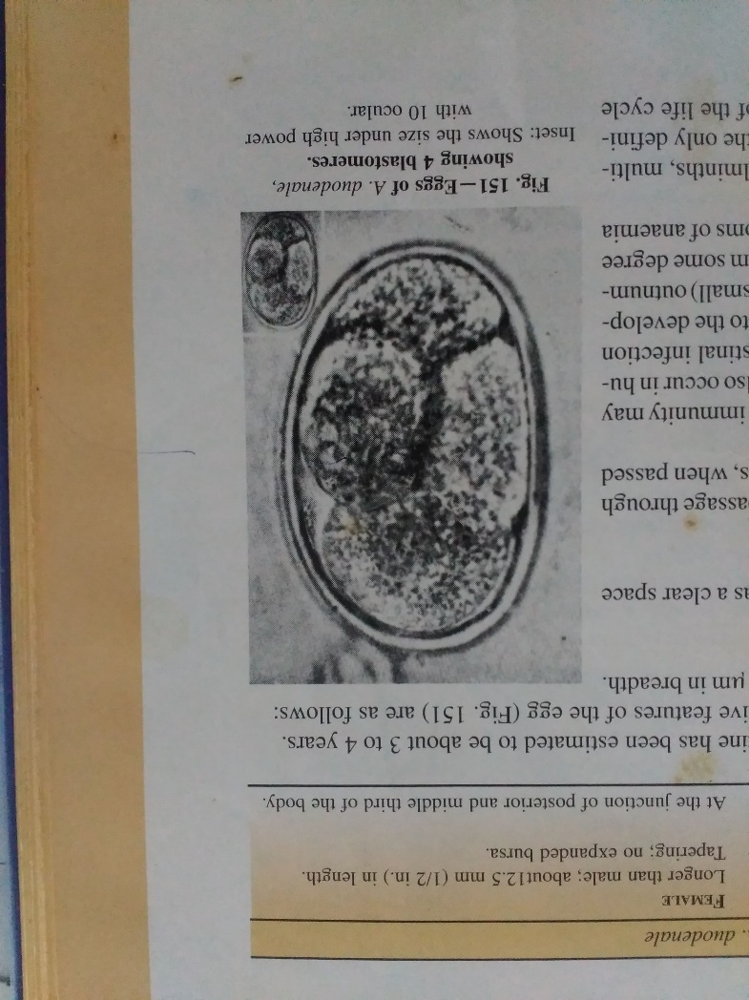 duodenale
FEMALE
Longer than male; about12.5 mm (1/2 in.) in length.
Tapering; no expanded bursa.
At the junction of posterior and middle third of the body.
ine has been estimated to be about 3 to 4 years.
ive features of the egg (Fig. 151) are as follows:
μm in breadth.
as a clear space
assage through
s, when passed
immunity may
lso occur in hu-
stinal infection
to the develop-
small) outnum-
m some degree
oms of anaemia
lminths, multi-
the only defini-
of the life cycle
Fig. 151—Eggs of A. duodenale,
showing 4 blastomeres.
Inset: Shows the size under high power
with 10 ocular.